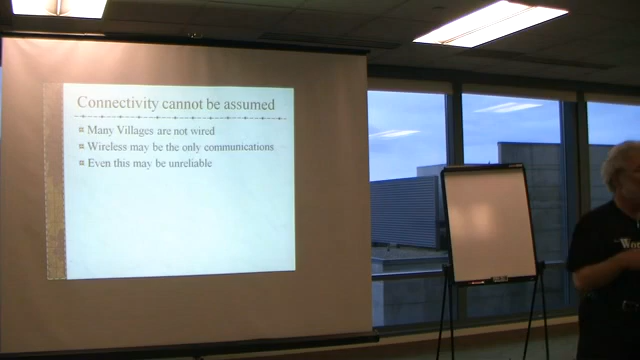 Connectivity cannot be assumed
Many Villages are not wired
Wireless may be the only communications
Even this may be unreliable